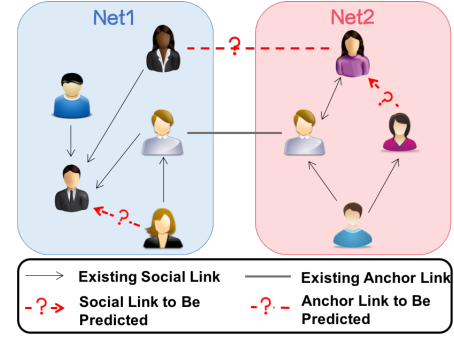 Net1
Net2
?
?
?
Existing Social Link
Existing Anchor Link
-?-> Social Link to Be
Predicted
-?- Anchor Link to Be
Predicted